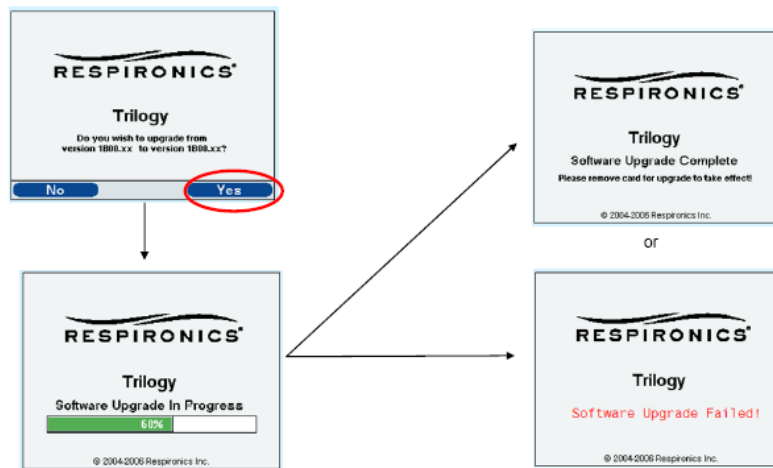 RESPIRONICS®
Trilogy
Do you wish to upgrade from
version 1B00.xx to version 1B00.xx?
No
Yes
RESPIRONICS®
Trilogy
Software Upgrade In Progress
60%
© 2004-2006 Respironics Inc.
RESPIRONICS®
Trilogy
Software Upgrade Complete
Please remove card for upgrade to take effect!
© 2004-2006 Respironics Inc.
or
RESPIRONICS®
Trilogy
Software Upgrade Failed!
© 2004-2006 Respironics Inc.